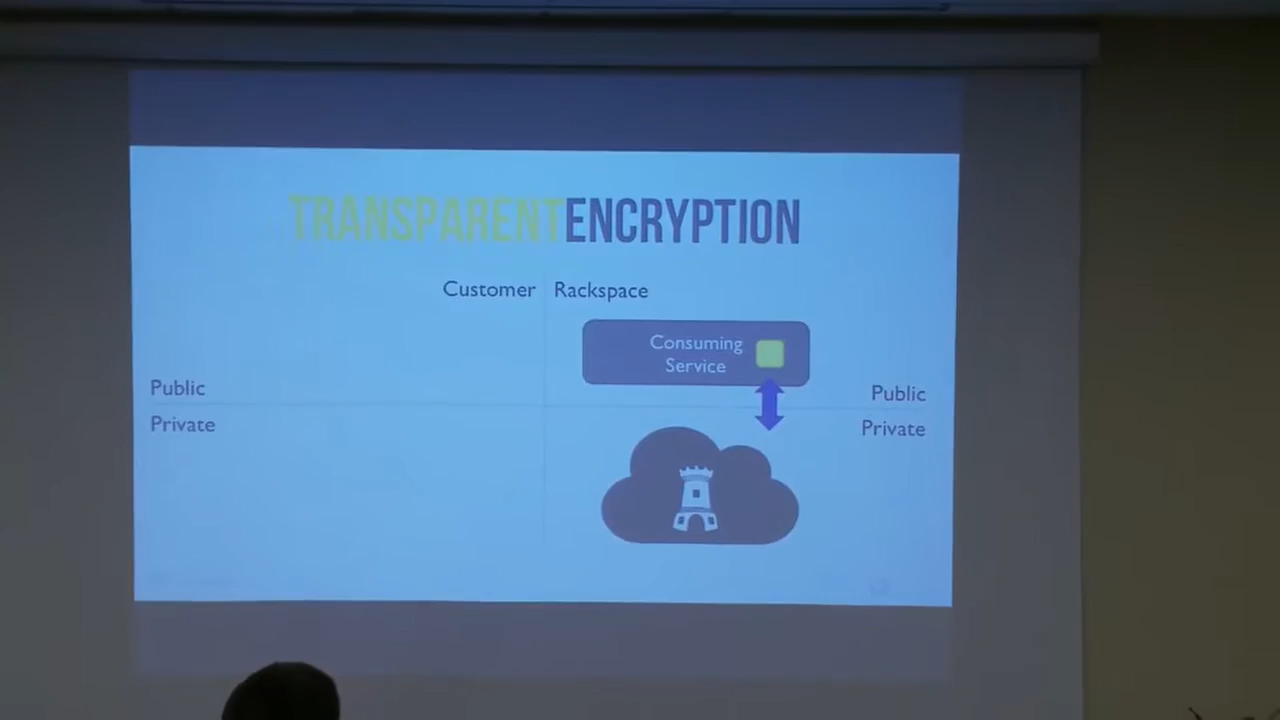 TRANSPARENTENCRYPTION
Customer Rackspace
Consuming
Service
Public
Public
Private
Private